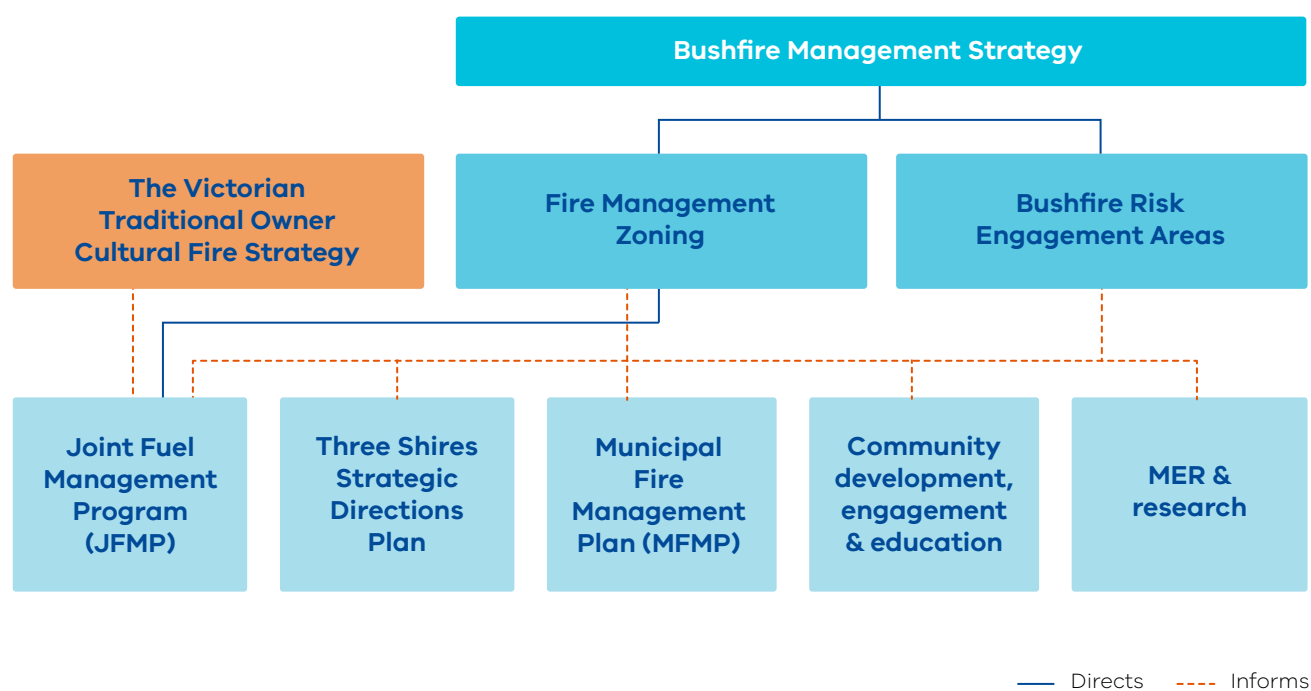 Bushfire Management Strategy
The Victorian
Traditional Owner
Cultural Fire Strategy
Fire Management
Zoning
Bushfire Risk
Engagement Areas
Joint Fuel
Management
Program
(JFMP)
Three Shires
Strategic
Directions
Plan
Municipal
Fire
Management
Plan (MFMP)
Community
development,
engagement
& education
MER &
research
Directs
Informs